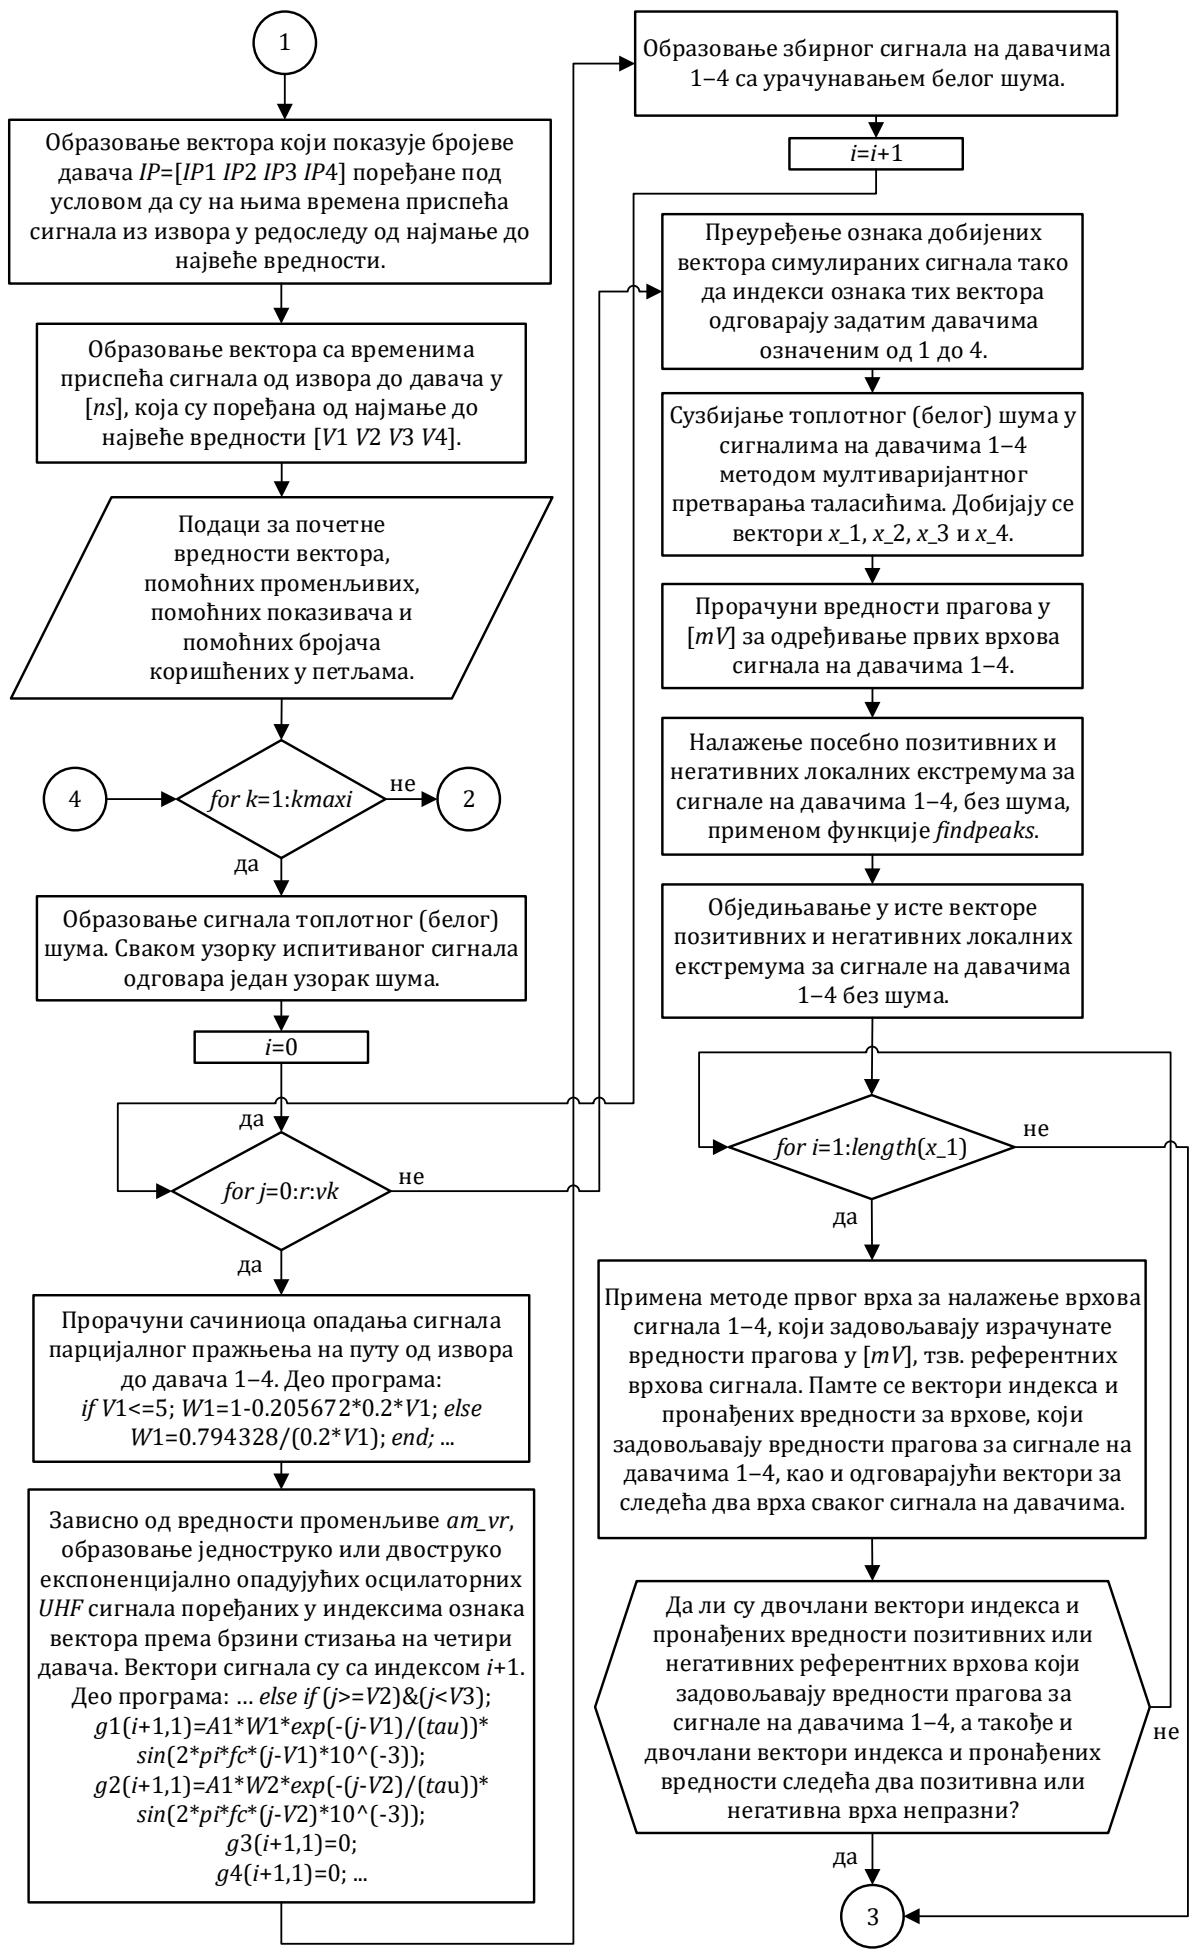 1
Образовање вектора који показује бројеве
давача IP=[IP1 IP2 IP3 IP4] поређане под
условом да су на њима времена приспећа
сигнала из извора у редоследу од најмање до
највеће вредности.
Образовање вектора са временима
приспећа сигнала од извора до давача у
[ns], која су поређана од најмање до
највеће вредности [V1 V2 V3 V4].
Подаци за почетне
вредности вектора,
помоћних променљивих,
помоћних показивача и
помоћних бројача
коришћених у петљама.
4
for k=1:kmaxi
не
2
да
Образовање сигнала топлотног (белог)
шума. Сваком узорку испитиваног сигнала
одговара један узорак шума.
i=0
да
for j=0:r:vk
не
да
Прорачуни сачиниоца опадања сигнала
парцијалног пражњења на путу од извора
до давача 1–4. Део програма:
if V1<=5; W1=1-0.205672*0.2*V1; else
W1=0.794328/(0.2*V1); end; ...
Зависно од вредности променљиве am_vr,
образовање једноструко или двоструко
експоненцијално опадујућих осцилаторних
UHF сигнала поређаних у индексима ознака
вектора према брзини стизања на четири
давача. Вектори сигнала су са индексом i+1.
Део програма: ... else if (j>=V2)&(j<V3);
g1(i+1,1)=A1*W1*exp(-(j-V1)/(tau))*
sin(2*pi*fc*(j-V1)*10^(-3));
g2(i+1,1)=A1*W2*exp(-(j-V2)/(tau))*
sin(2*pi*fc*(j-V2)*10^(-3));
g3(i+1,1)=0;
g4(i+1,1)=0; ...
Образовање збирног сигнала на давачима
1–4 са урачунавањем белог шума.
i=i+1
Преуређење ознака добијених
вектора симулираних сигнала тако
да индекси ознака тих вектора
одговарају задатим давачима
означеним од 1 до 4.
Сузбијање топлотног (белог) шума у
сигналима на давачима 1–4
методом мултиваријантног
претварања таласићима. Добијају се
вектори x_1, x_2, x_3 и x_4.
Прорачуни вредности прагова у
[mV] за одређивање првих врхова
сигнала на давачима 1–4.
Налажење посебно позитивних и
негативних локалних екстремума за
сигнале на давачима 1–4, без шума,
применом функције findpeaks.
Обједињавање у исте векторе
позитивних и негативних локалних
екстремума за сигнале на давачима
1–4 без шума.
for i=1:length(x_1)
не
да
Примена методе првог врха за налажење врхова
сигнала 1–4, који задовољавају израчунате
вредности прагова у [mV], тзв. референтних
врхова сигнала. Памте се вектори индекса и
пронађених вредности за врхове, који
задовољавају вредности прагова за сигнале на
давачима 1–4, као и одговарајући вектори за
следећа два врха сваког сигнала на давачима.
Да ли су двочлани вектори индекса и
пронађених вредности позитивних или
негативних референтних врхова који
задовољавају вредности прагова за
сигнале на давачима 1–4, а такође и
двочлани вектори индекса и пронађених
вредности следећа два позитивна или
негативна врха непразни?
не
да
3